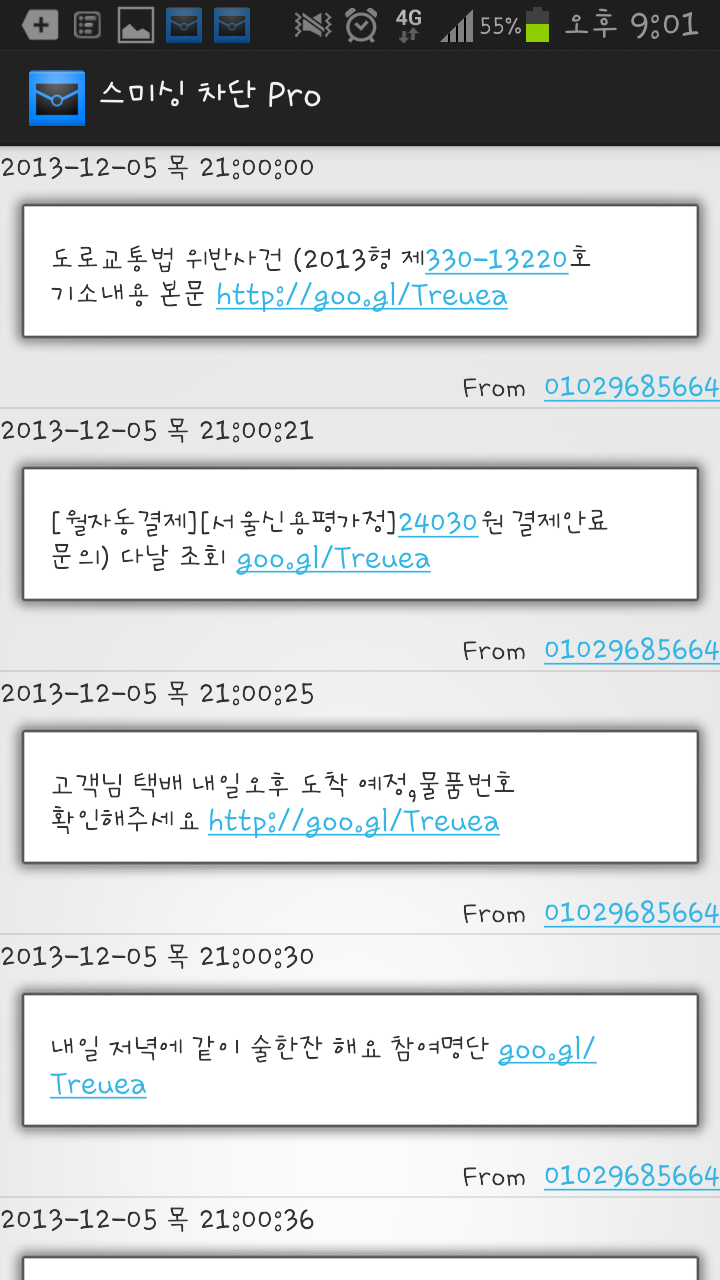 4G
55%
오후 9:01
스미싱 차단 Pro
2013-12-05 목 21:00:00
도로교통법 위반사건 (2013형 제330-13220호
기소내용 본문 http://goo.gl/Treuea
From 01029685664
2013-12-05 목 21:00:21
[월자동결제][서울신용평가정]24030원 결제안료
문의) 다날 조회 goo.gl/Treuea
From 01029685664
2013-12-05 목 21:00:25
고객님 택배 내일오후 도착 예정,물품번호
확인해주세요 http://goo.gl/Treuea
From 01029685664
2013-12-05 목 21:00:30
내일 저녁에 같이 술한잔 해요 참여명단 goo.gl/
Treuea
From 01029685664
2013-12-05 목 21:00:36